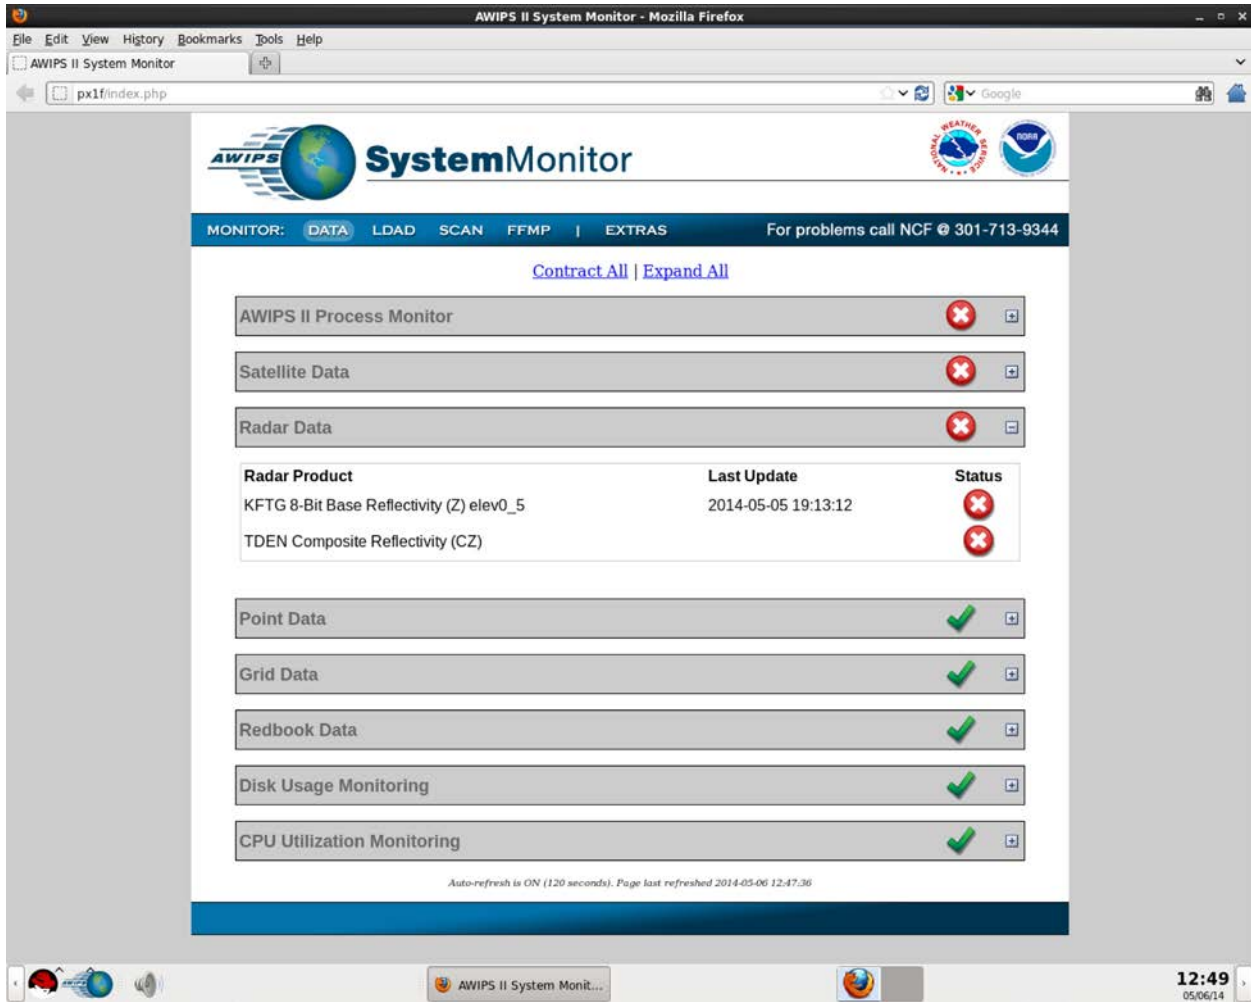 AWIPS II System Monitor - Mozilla Firefox
File Edit View History Bookmarks Tools Help
AWIPS II System Monitor
px1f/index.php
Google
AWIPS
SystemMonitor
NATIONAL WEATHER SERVICE
NOAA
MONITOR: DATA LDAD SCAN FFMP | EXTRAS For problems call NCF @ 301-713-9344
Contract All | Expand All
AWIPS II Process Monitor
Satellite Data
Radar Data
Radar Product Last Update Status
KFTG 8-Bit Base Reflectivity (Z) elev0_5 2014-05-05 19:13:12
TDEN Composite Reflectivity (CZ)
Point Data
Grid Data
Redbook Data
Disk Usage Monitoring
CPU Utilization Monitoring
Auto-refresh is ON (120 seconds). Page last refreshed 2014-05-06 12:47:36
AWIPS II System Monit...
12:49
05/06/14